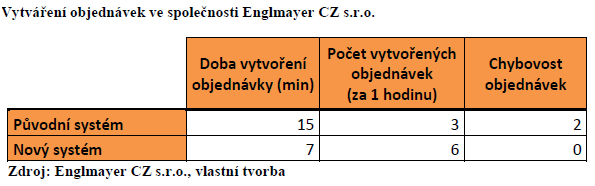 Vytváření objednávek ve společnosti Englmayer CZ s.r.o.
Doba vytvoření objednávky (min) Počet vytvořených objednávek (za 1 hodinu) Chybovost objednávek
Původní systém 15 3 2
Nový systém 7 6 0
Zdroj: Englmayer CZ s.r.o., vlastní tvorba